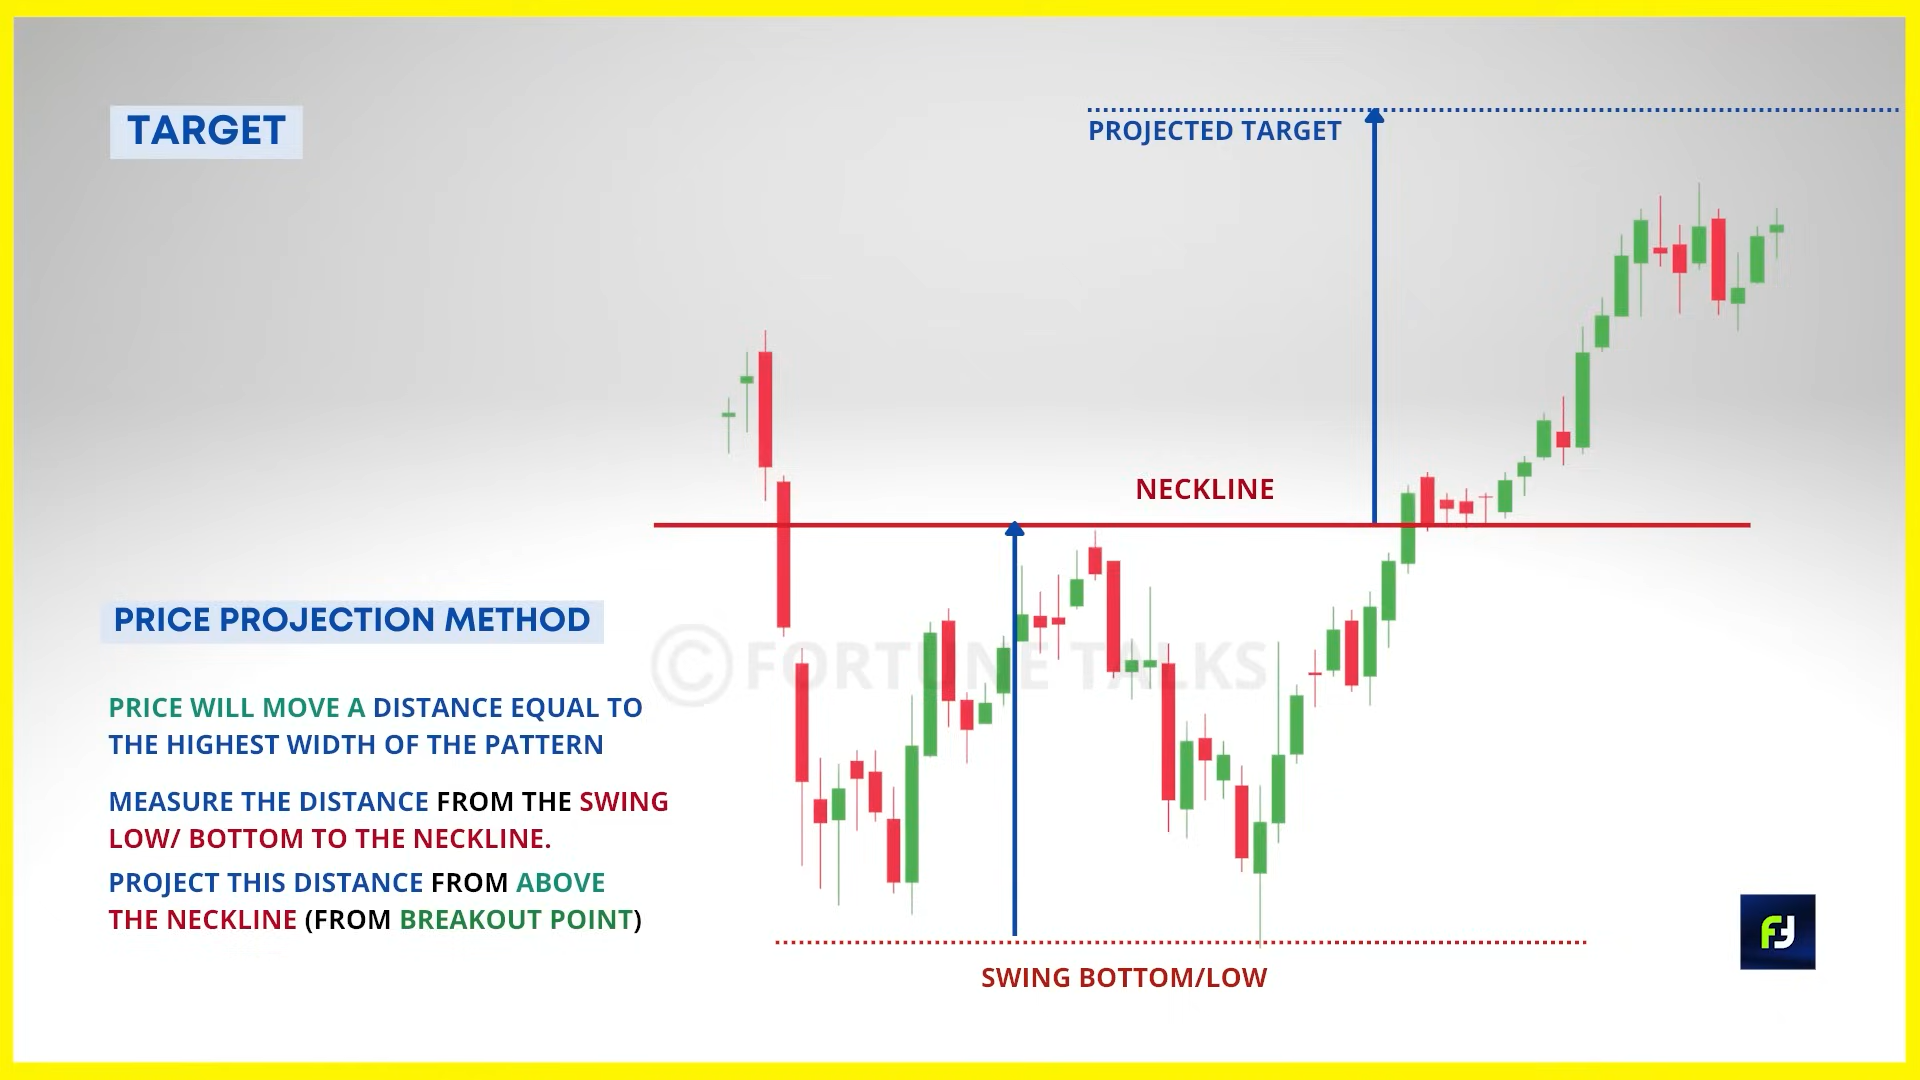 TARGET
PROJECTED TARGET
NECKLINE
PRICE PROJECTION METHOD
© FORTUNE TALKS
PRICE WILL MOVE A DISTANCE EQUAL TO
THE HIGHEST WIDTH OF THE PATTERN
MEASURE THE DISTANCE FROM THE SWING
LOW/ BOTTOM TO THE NECKLINE.
PROJECT THIS DISTANCE FROM ABOVE
THE NECKLINE (FROM BREAKOUT POINT)
SWING BOTTOM/LOW